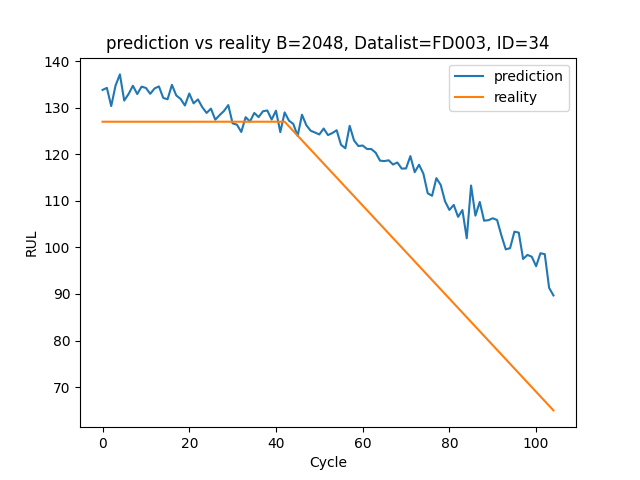 prediction vs reality B=2048, Datalist=FD003, ID=34
prediction
reality
RUL
140
130
120
110
100
90
80
70
0 20 40 60 80 100
Cycle